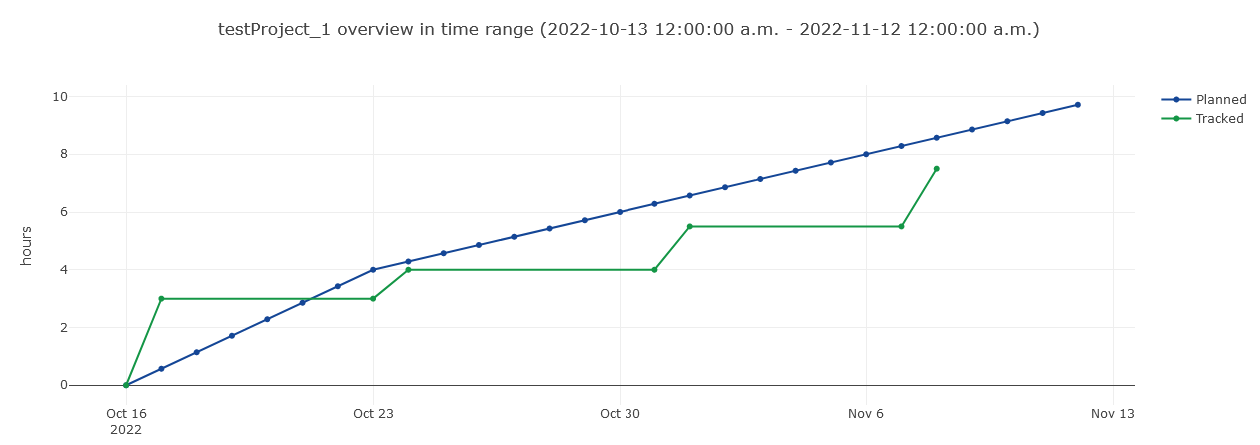 testProject_1 overview in time range (2022-10-13 12:00:00 a.m. - 2022-11-12 12:00:00 a.m.)
10
8
6
4
2
0
hours
Oct 16
2022
Oct 23
Oct 30
Nov 6
Nov 13
Planned
Tracked